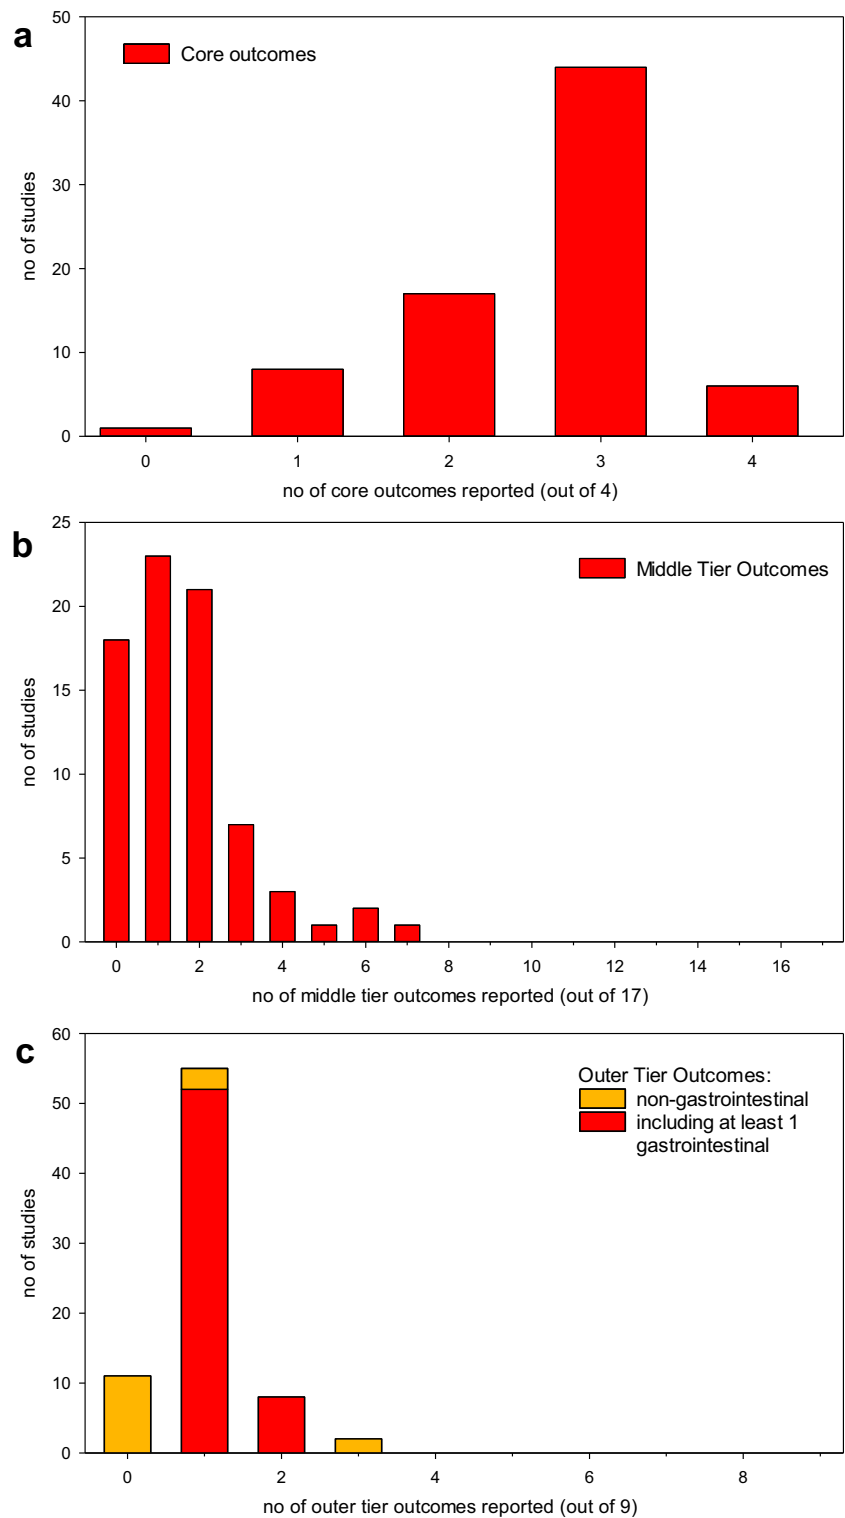 a
50
40
30
20
10
0
no of studies
Core outcomes
0 1 2 3 4
no of core outcomes reported (out of 4)
b
25
20
15
10
5
0
no of studies
Middle Tier Outcomes
0 2 4 6 8 10 12 14 16
no of middle tier outcomes reported (out of 17)
c
60
50
40
30
20
10
0
no of studies
Outer Tier Outcomes:
non-gastrointestinal
including at least 1
gastrointestinal
0 2 4 6 8
no of outer tier outcomes reported (out of 9)